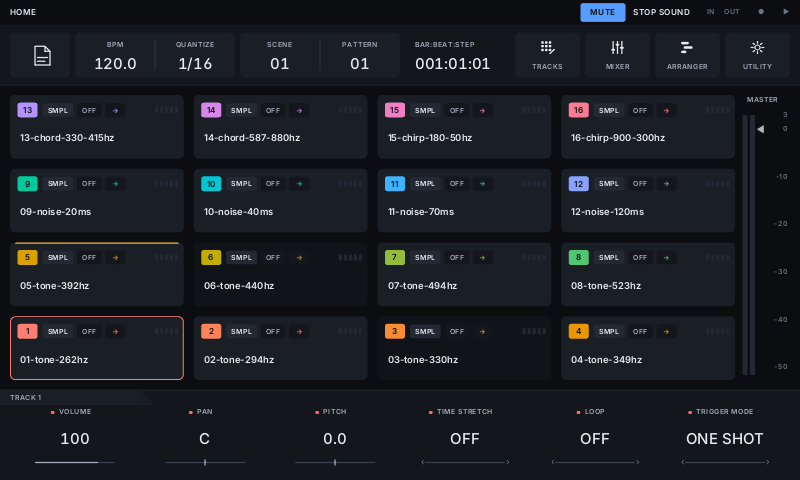 HOME
MUTE STOP SOUND IN OUT
BPM QUANTIZE SCENE PATTERN BAR:BEAT:STEP
120.0 1/16 01 01 001:01:01
TRACKS MIXER ARRANGER UTILITY
MASTER
13 SMPL OFF → 14 SMPL OFF → 15 SMPL OFF → 16 SMPL OFF →
13-chord-330-415hz 14-chord-587-880hz 15-chirp-180-50hz 16-chirp-900-300hz
9 SMPL OFF → 10 SMPL OFF → 11 SMPL OFF → 12 SMPL OFF →
09-noise-20ms 10-noise-40ms 11-noise-70ms 12-noise-120ms
5 SMPL OFF → 6 SMPL OFF → 7 SMPL OFF → 8 SMPL OFF →
05-tone-392hz 06-tone-440hz 07-tone-494hz 08-tone-523hz
1 SMPL OFF → 2 SMPL OFF → 3 SMPL OFF → 4 SMPL OFF →
01-tone-262hz 02-tone-294hz 03-tone-330hz 04-tone-349hz
3
0
-10
-20
-30
-40
-50
TRACK 1
VOLUME PAN PITCH TIME STRETCH LOOP TRIGGER MODE
100 C 0.0 OFF OFF ONE SHOT